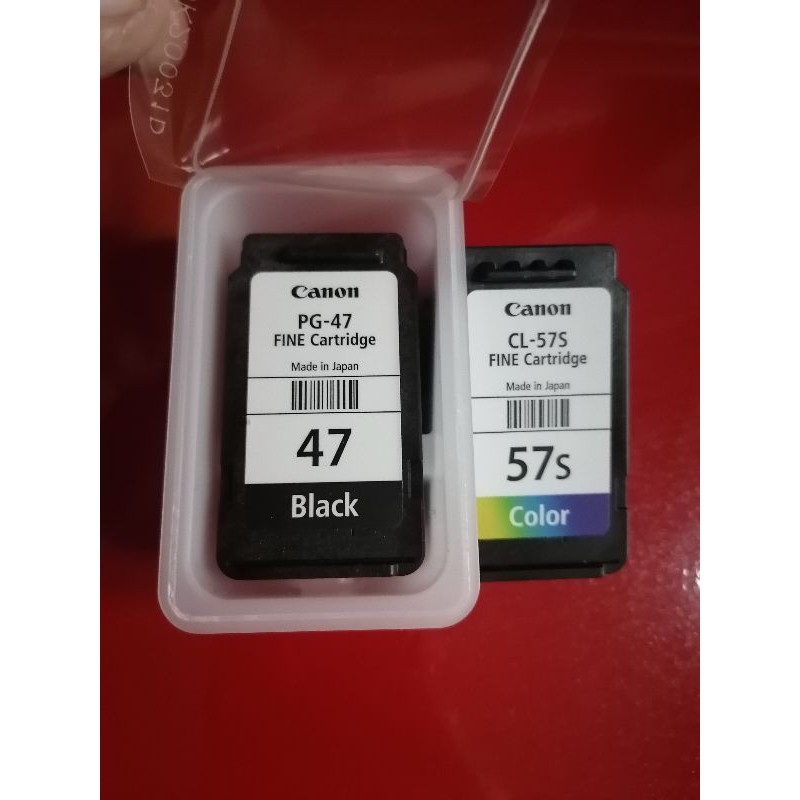 K20031D
Canon
PG-47
FINE Cartridge
Made in Japan
47
Black
Canon
CL-57S
FINE Cartridge
Made in Japan
57s
Color